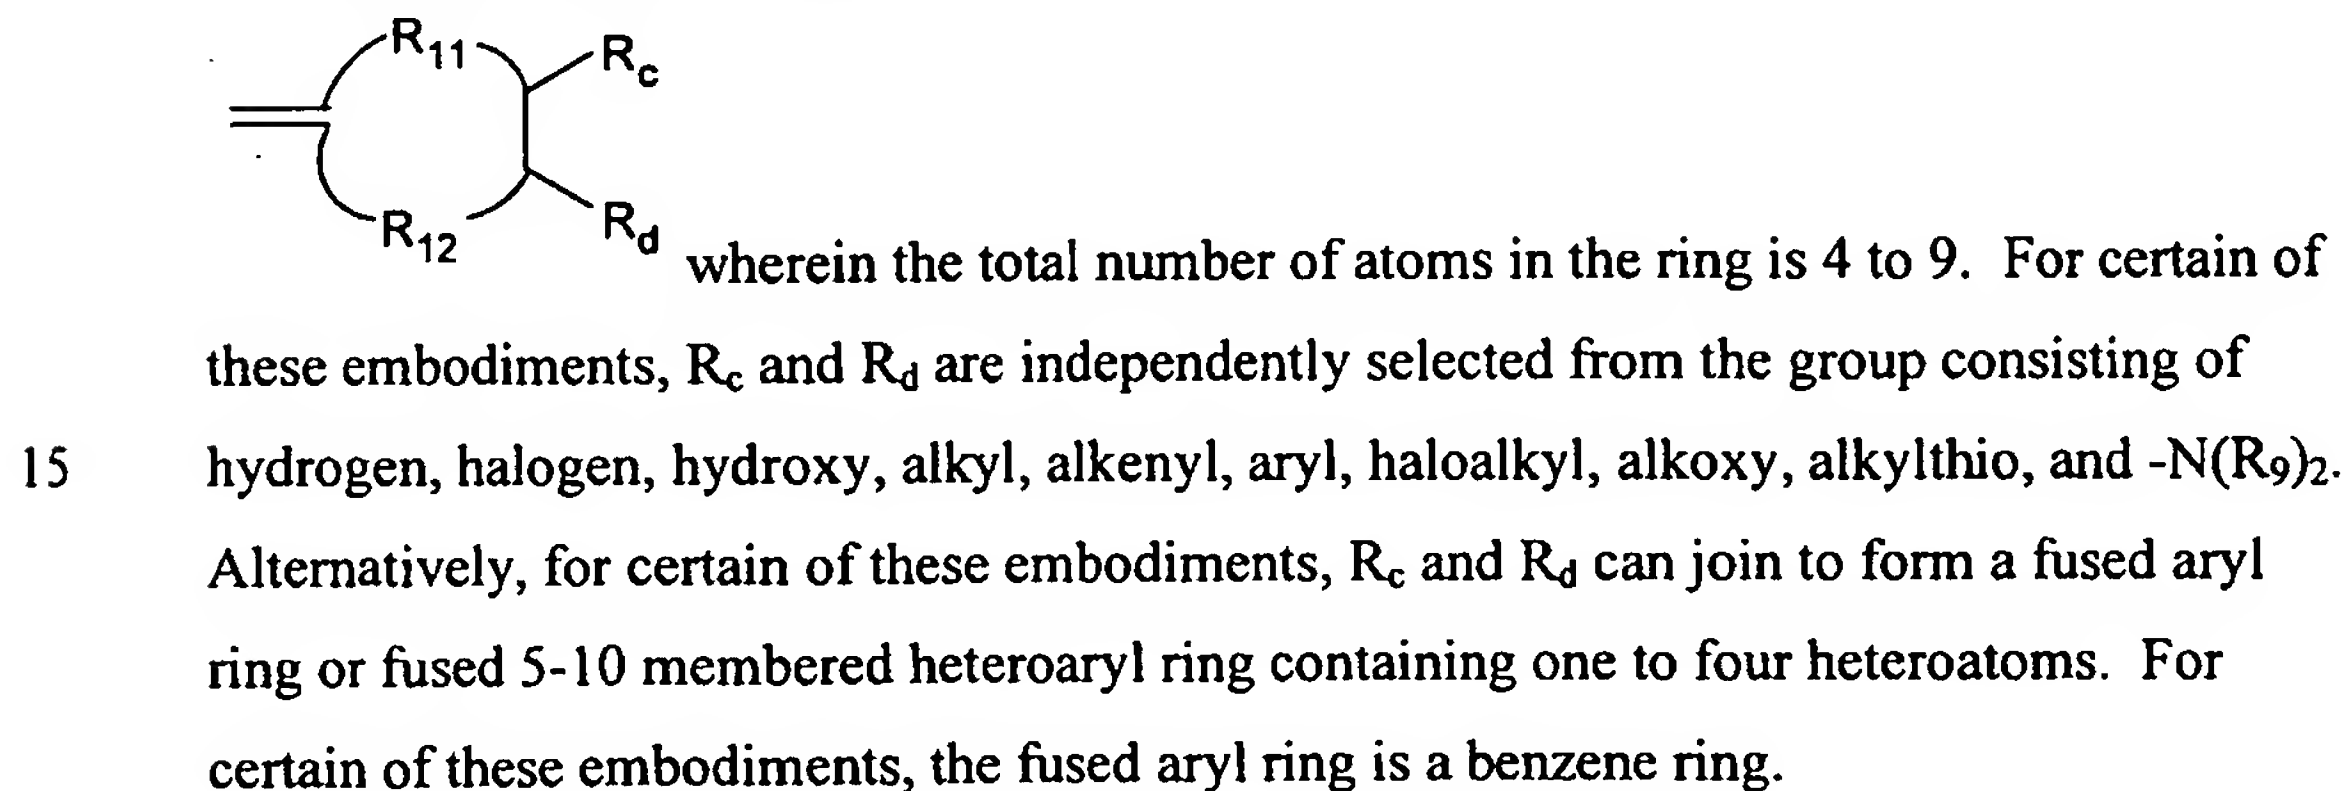 R11
Rc
R12
Rd
wherein the total number of atoms in the ring is 4 to 9. For certain of
these embodiments, Rc and Rd are independently selected from the group consisting of
15 hydrogen, halogen, hydroxy, alkyl, alkenyl, aryl, haloalkyl, alkoxy, alkylthio, and -N(R9)2.
Alternatively, for certain of these embodiments, Rc and Rd can join to form a fused aryl
ring or fused 5-10 membered heteroaryl ring containing one to four heteroatoms. For
certain of these embodiments, the fused aryl ring is a benzene ring.